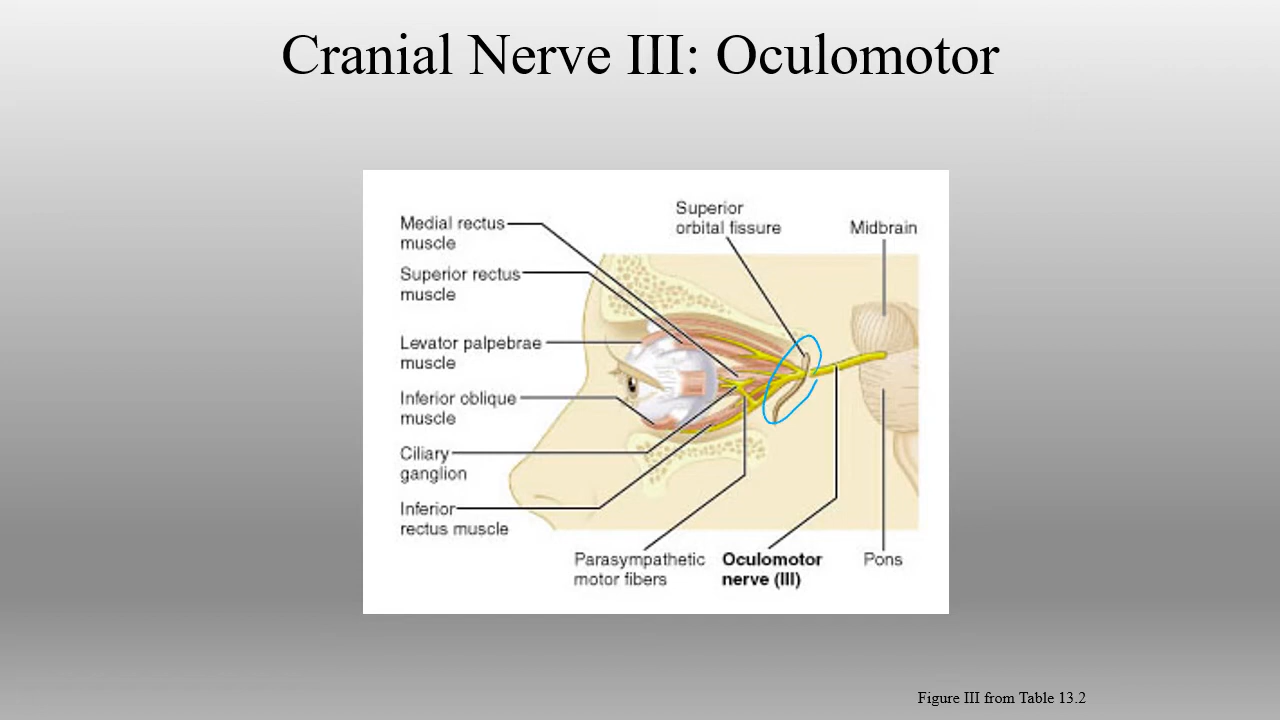 Cranial Nerve III: Oculomotor
Medial rectus
muscle
Superior rectus
muscle
Levator palpebrae
muscle
Inferior oblique
muscle
Ciliary
ganglion
Inferior
rectus muscle
Superior
orbital fissure
Midbrain
Parasympathetic
motor fibers
Oculomotor
nerve (III)
Pons
Figure III from Table 13.2